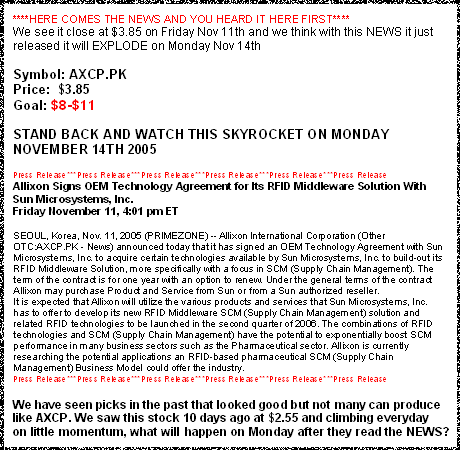 ****HERE COMES THE NEWS AND YOU HEARD IT HERE FIRST****
We see it close at $3.85 on Friday Nov 11th and we think with this NEWS it just
released it will EXPLODE on Monday Nov 14th
Symbol: AXCP.PK
Price: $3.85
Goal: $8-$11
STAND BACK AND WATCH THIS SKYROCKET ON MONDAY
NOVEMBER 14TH 2005
Press Release***Press Release***Press Release***Press Release***Press Release***Press Release
Allixon Signs OEM Technology Agreement for Its RFID Middleware Solution With
Sun Microsystems, Inc.
Friday November 11, 4:01 pm ET
SEOUL, Korea, Nov. 11, 2005 (PRIMEZONE) -- Allixon International Corporation (Other
OTC:AXCP.PK - News) announced today that it has signed an OEM Technology Agreement with Sun
Microsystems, Inc. to acquire certain technologies available by Sun Microsystems, Inc. to build-out its
RFID Middleware Solution, more specifically with a focus in SCM (Supply Chain Management). The
term of the contract is for one year with an option to renew. Under the general terms of the contract
Allixon may purchase Product and Service from Sun or from a Sun authorized reseller.
It is expected that Allixon will utilize the various products and services that Sun Microsystems, Inc.
has to offer to develop its new RFID Middleware SCM (Supply Chain Management) solution and
related RFID technologies to be launched in the second quarter of 2006. The combinations of RFID
technologies and SCM (Supply Chain Management) have the potential to exponentially boost SCM
performance in many business sectors such as the Pharmaceutical sector. Allixon is currently
researching the potential applications an RFID-based pharmaceutical SCM (Supply Chain
Management) Business Model could offer the industry.
Press Release***Press Release***Press Release***Press Release***Press Release***Press Release
We have seen picks in the past that looked good but not many can produce
like AXCP. We saw this stock 10 days ago at $2.55 and climbing everyday
on little momentum, what will happen on Monday after they read the NEWS?